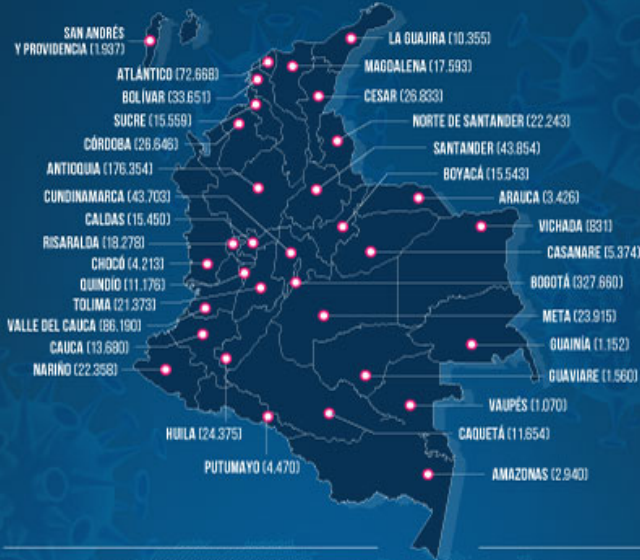 SAN ANDRÉS
Y PROVIDENCIA (1.937)
ATLÁNTICO (72.668)
BOLÍVAR (33.651)
SUCRE (15.559)
CÓRDOBA (26.646)
ANTIOQUIA (176.354)
CUNDINAMARCA (43.703)
CALDAS (15.450)
RISARALDA (18.278)
CHOCÓ (4.213)
QUINDÍO (11.176)
TOLIMA (21.373)
VALLE DEL CAUCA (86.190)
CAUCA (13.680)
NARIÑO (22.358)
HUILA (24.375)
PUTUMAYO (4.470)
LA GUAJIRA (10.355)
MAGDALENA (17.593)
CESAR (26.833)
NORTE DE SANTANDER (22.243)
SANTANDER (43.854)
BOYACÁ (15.543)
ARAUCA (3.426)
VICHADA (831)
CASANARE (5.374)
BOGOTÁ (327.660)
META (23.915)
GUAINÍA (1.152)
GUAVIARE (1.560)
VAUPÉS (1.070)
CAQUETÁ (11.654)
AMAZONAS (2.940)